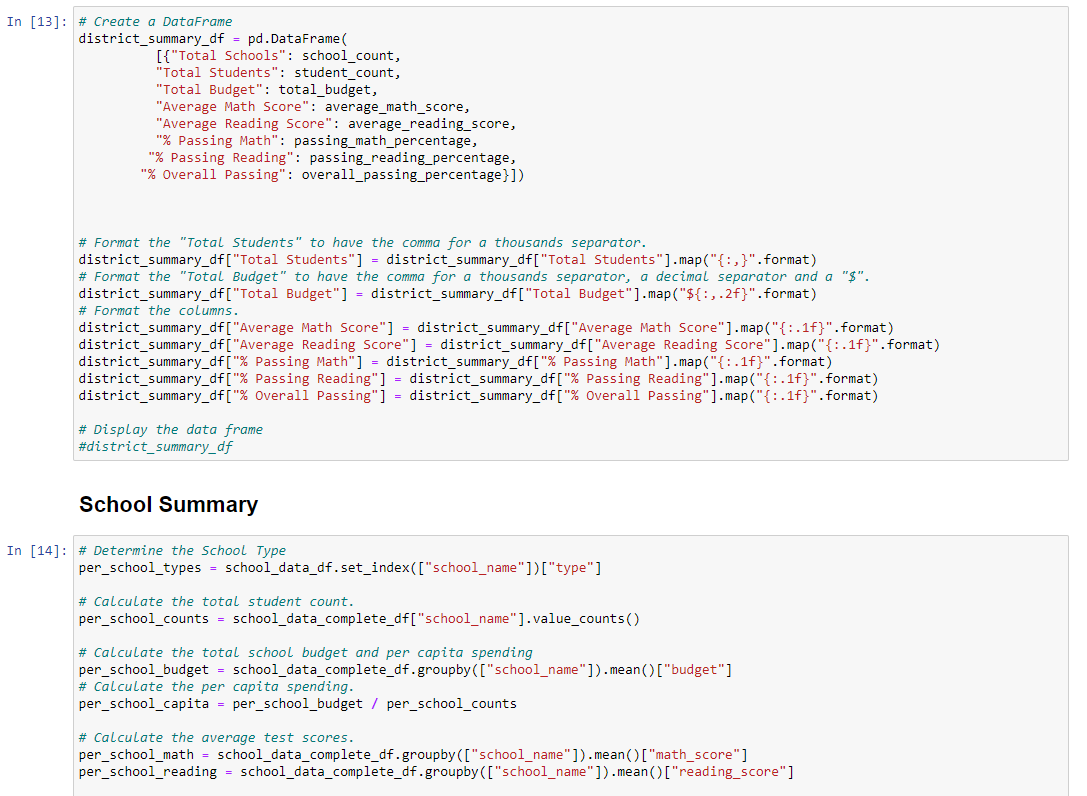 In [13]:
# Create a DataFrame
district_summary_df = pd.DataFrame(
          [{"Total Schools": school_count,
          "Total Students": student_count,
          "Total Budget": total_budget,
          "Average Math Score": average_math_score,
          "Average Reading Score": average_reading_score,
          "% Passing Math": passing_math_percentage,
         "% Passing Reading": passing_reading_percentage,
        "% Overall Passing": overall_passing_percentage}])
# Format the "Total Students" to have the comma for a thousands separator.
district_summary_df["Total Students"] = district_summary_df["Total Students"].map("{:,}".format)
# Format the "Total Budget" to have the comma for a thousands separator, a decimal separator and a "$".
district_summary_df["Total Budget"] = district_summary_df["Total Budget"].map("${:,.2f}".format)
# Format the columns.
district_summary_df["Average Math Score"] = district_summary_df["Average Math Score"].map("{:.1f}".format)
district_summary_df["Average Reading Score"] = district_summary_df["Average Reading Score"].map("{:.1f}".format)
district_summary_df["% Passing Math"] = district_summary_df["% Passing Math"].map("{:.1f}".format)
district_summary_df["% Passing Reading"] = district_summary_df["% Passing Reading"].map("{:.1f}".format)
district_summary_df["% Overall Passing"] = district_summary_df["% Overall Passing"].map("{:.1f}".format)
# Display the data frame
#district_summary_df
School Summary
In [14]:
# Determine the School Type
per_school_types = school_data_df.set_index(["school_name"])["type"]
# Calculate the total student count.
per_school_counts = school_data_complete_df["school_name"].value_counts()
# Calculate the total school budget and per capita spending
per_school_budget = school_data_complete_df.groupby(["school_name"]).mean()["budget"]
# Calculate the per capita spending.
per_school_capita = per_school_budget / per_school_counts
# Calculate the average test scores.
per_school_math = school_data_complete_df.groupby(["school_name"]).mean()["math_score"]
per_school_reading = school_data_complete_df.groupby(["school_name"]).mean()["reading_score"]